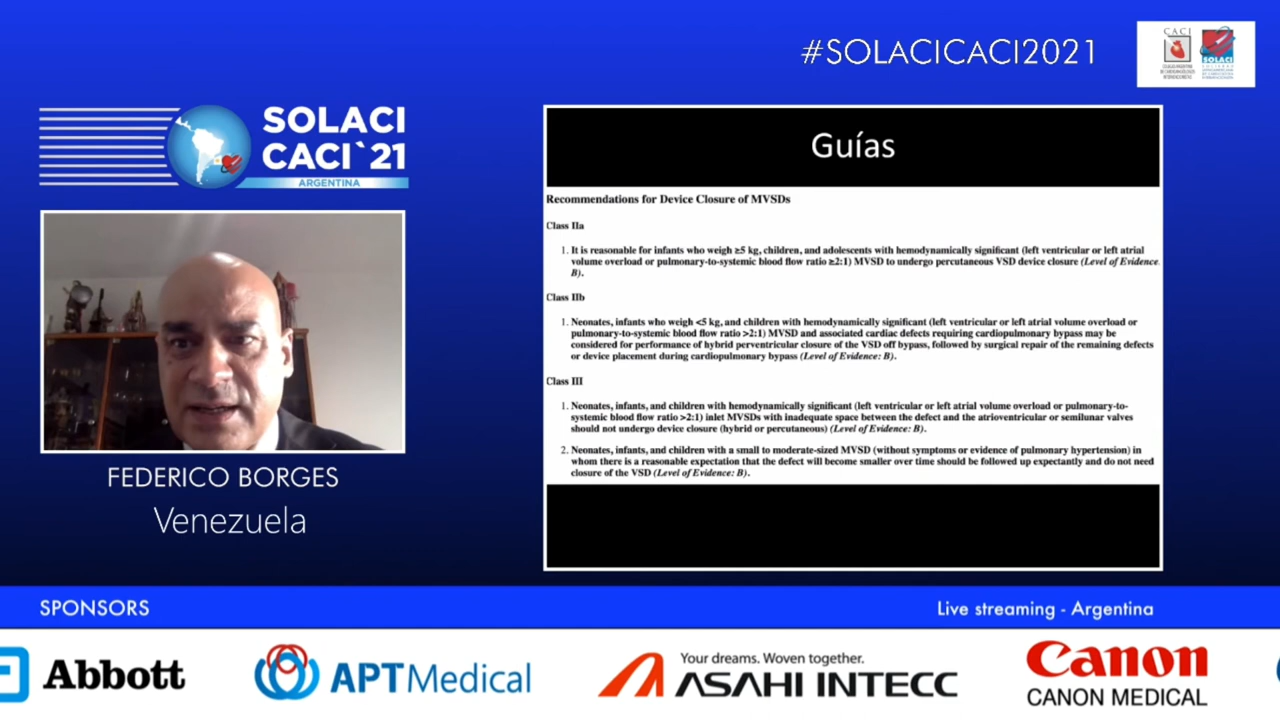 #SOLACICACI2021
CACI
SOLACI
SOLACI
CACI`21
ARGENTINA
FEDERICO BORGES
Venezuela
Guías
Recommendations for Device Closure of MVSDs
Class IIa
1. It is reasonable for infants who weigh ≥5 kg, children, and adolescents with hemodynamically significant (left ventricular or left atrial
volume overload or pulmonary-to-systemic blood flow ratio ≥2:1) MVSD to undergo percutaneous VSD device closure (Level of Evidence:
B).
Class IIb
1. Neonates, infants who weigh <5 kg, and children with hemodynamically significant (left ventricular or left atrial volume overload or
pulmonary-to-systemic blood flow ratio >2:1) MVSD and associated cardiac defects requiring cardiopulmonary bypass may be
considered for performance of hybrid perventricular closure of the VSD off bypass, followed by surgical repair of the remaining defects
or device placement during cardiopulmonary bypass (Level of Evidence: B).
Class III
1. Neonates, infants, and children with hemodynamically significant (left ventricular or left atrial volume overload or pulmonary-to-
systemic blood flow ratio >2:1) inlet MVSDs with inadequate space between the defect and the atrioventricular or semilunar valves
should not undergo device closure (hybrid or percutaneous) (Level of Evidence: B).
2. Neonates, infants, and children with a small to moderate-sized MVSD (without symptoms or evidence of pulmonary hypertension) in
whom there is a reasonable expectation that the defect will become smaller over time should be followed up expectantly and do not need
closure of the VSD (Level of Evidence: B).
SPONSORS
Live streaming - Argentina
Abbott
APTMedical
Your dreams. Woven together.
ASAHI INTECC
Canon
CANON MEDICAL